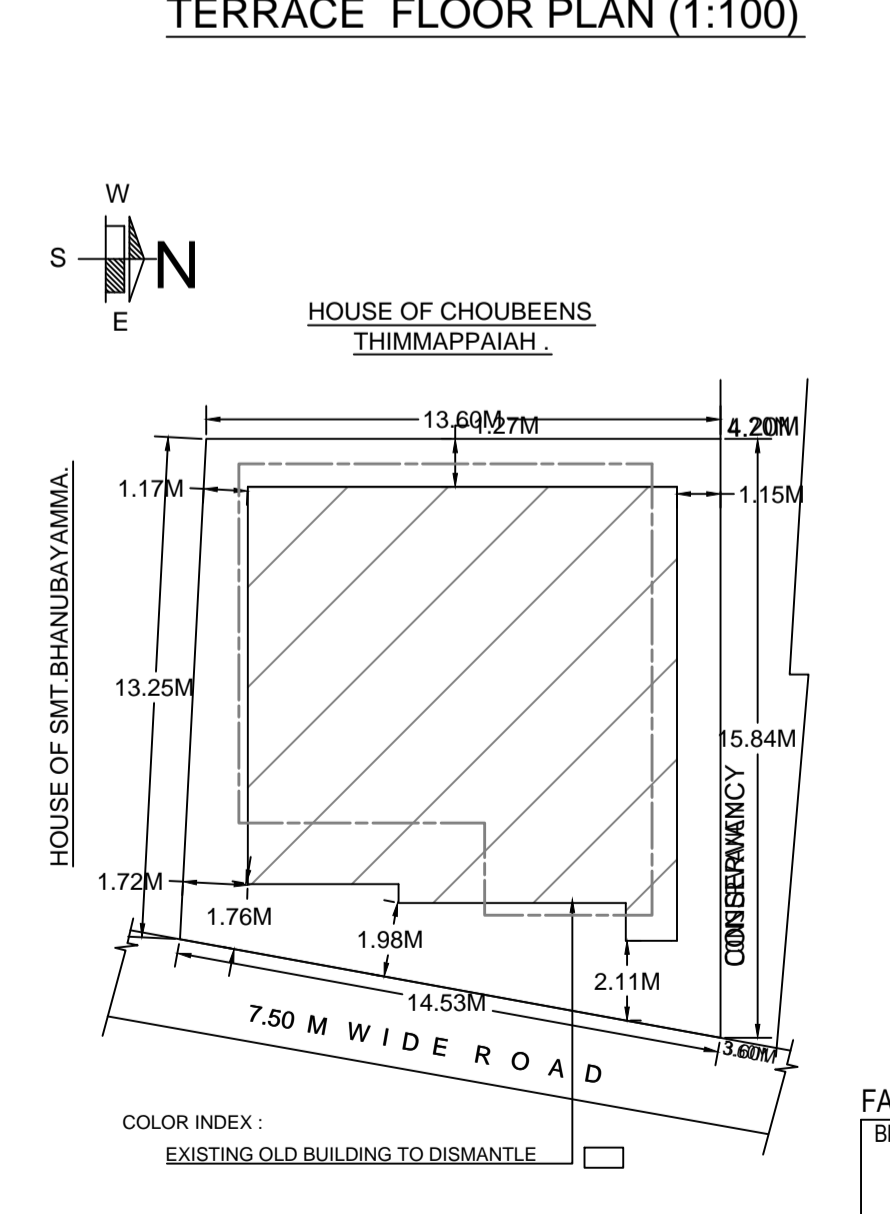 TERRACE FLOOR PLAN (1:100)
W
S
N
E
HOUSE OF CHOUBEENS
THIMMAPPAIAH .
13.60M
1.27M
4.20M
1.17M
1.15M
HOUSE OF SMT.BHANUBAYAMMA.
13.25M
15.84M
1.72M
1.76M
1.98M
2.11M
14.53M
3.60M
7.50 M WIDE ROAD
COLOR INDEX :
EXISTING OLD BUILDING TO DISMANTLE
FA